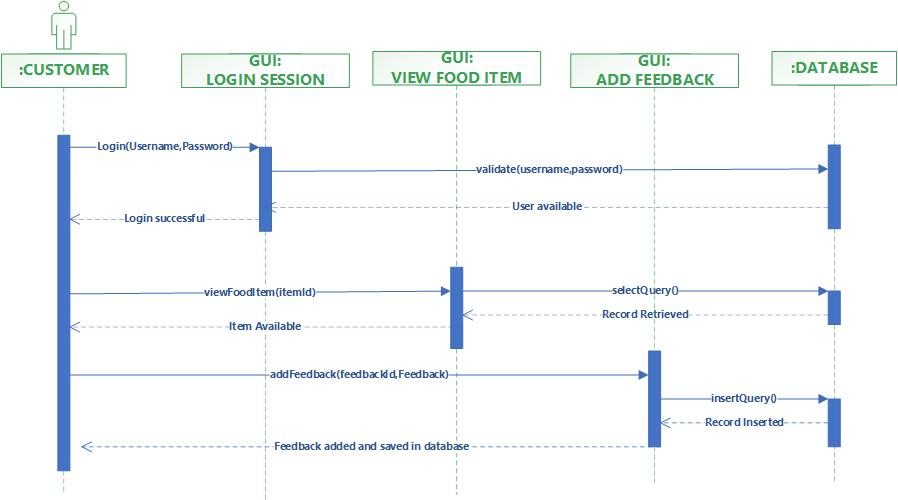 :CUSTOMER
GUI:
LOGIN SESSION
GUI:
VIEW FOOD ITEM
GUI:
ADD FEEDBACK
:DATABASE
Login(Username,Password)
validate(username,password)
User available
Login successful
viewFoodItem(itemId)
selectQuery()
Record Retrieved
Item Available
addFeedback(feedbackId,Feedback)
insertQuery()
Record Inserted
Feedback added and saved in database